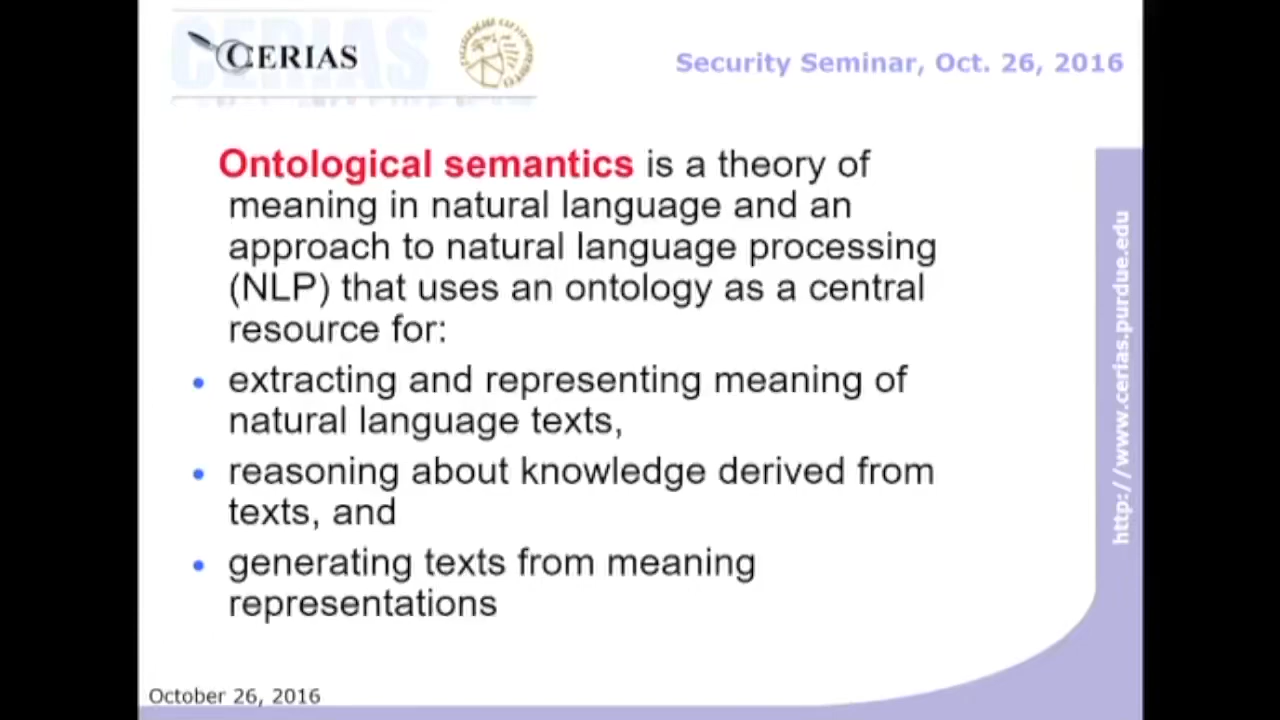 CERIAS
Security Seminar, Oct. 26, 2016
Ontological semantics is a theory of
meaning in natural language and an
approach to natural language processing
(NLP) that uses an ontology as a central
resource for:
• extracting and representing meaning of
natural language texts,
• reasoning about knowledge derived from
texts, and
• generating texts from meaning
representations
http://www.cerias.purdue.edu
October 26, 2016